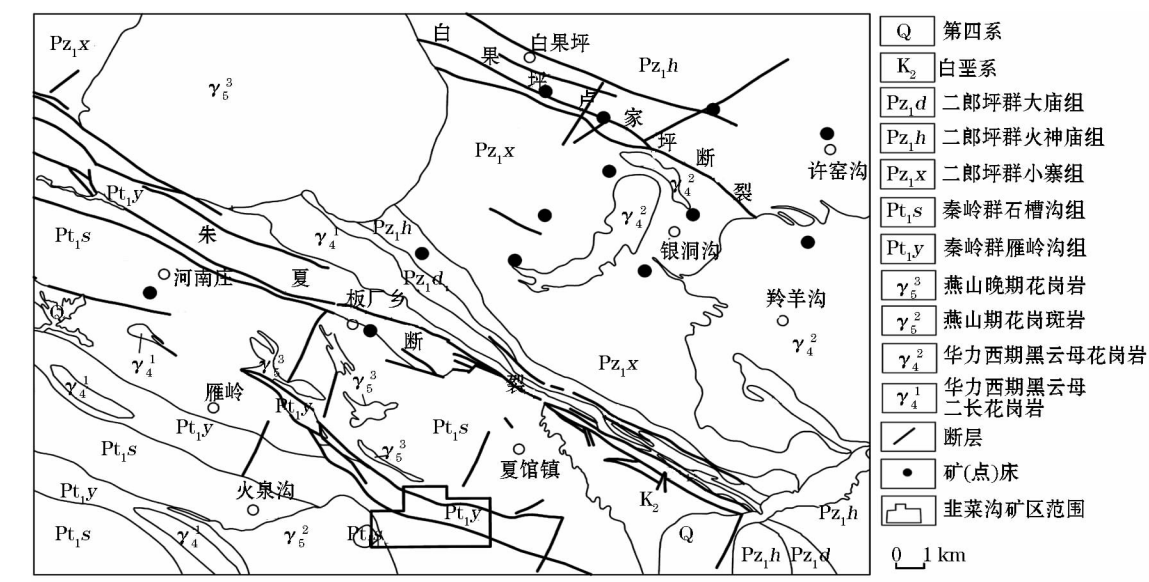 Pz₁x
γ₅³
白果坪
白果坪卢家坪断裂
Pz₁h
Pz₁x
γ₄²
γ₄²
许窑沟
银洞沟
羚羊沟
γ₄²
Pt₁y
Pt₁s
朱夏断裂
γ₄¹
Pz₁h
Pz₁d
河南庄
板厂乡
Q
γ₄¹
γ₅³
γ₅³
Pz₁x
γ₄¹
雁岭
Pt₁y
Pt₁y
Pt₁s
Pt₁s
γ₅³
夏馆镇
Pt₁y
火泉沟
K₂
Pt₁y
Pt₁s
γ₄¹
γ₅²
Pt₁s
Q
Pz₁h
Pz₁h
Pz₁d
Q 第四系
K₂ 白垩系
Pz₁d 二郎坪群大庙组
Pz₁h 二郎坪群火神庙组
Pz₁x 二郎坪群小寨组
Pt₁s 秦岭群石槽沟组
Pt₁y 秦岭群雁岭沟组
γ₅³ 燕山晚期花岗岩
γ₅² 燕山期花岗斑岩
γ₄² 华力西期黑云母花岗岩
γ₄¹ 华力西期黑云母
二长花岗岩
断层
矿(点)床
韭菜沟矿区范围
0 1 km